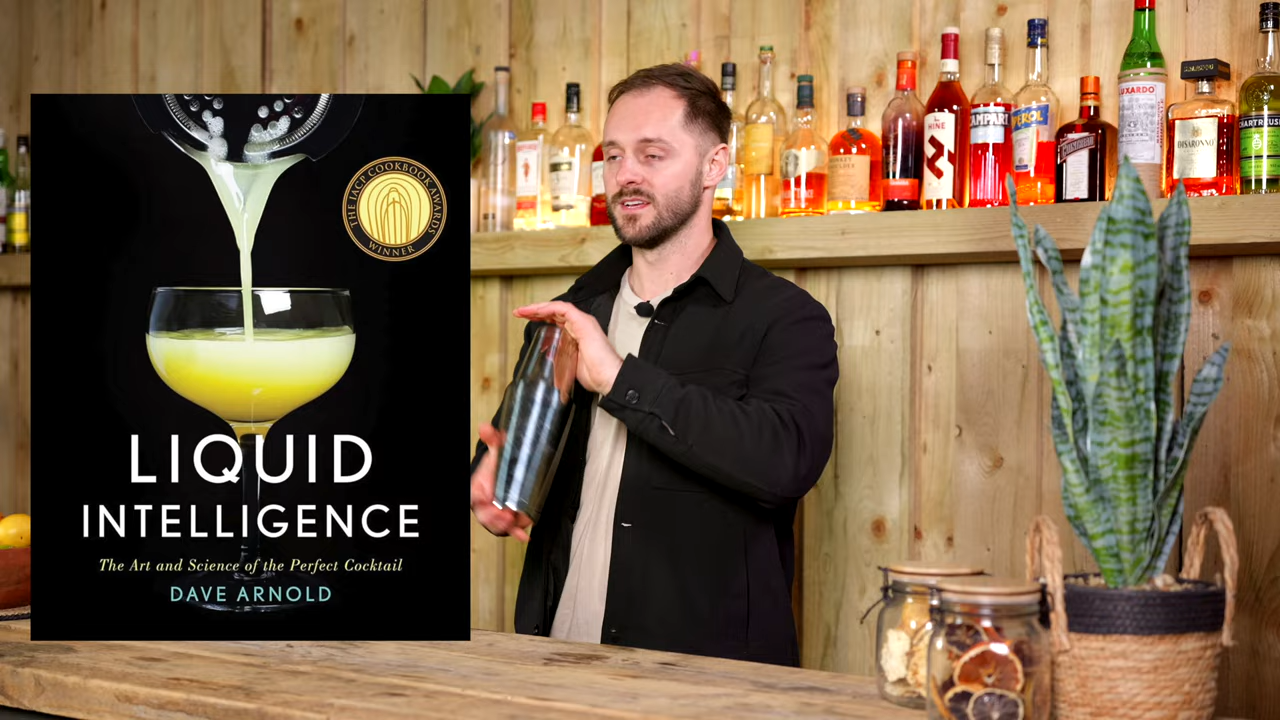 THE IACP COOKBOOK AWARDS
WINNER
LIQUID
INTELLIGENCE
The Art and Science of the Perfect Cocktail
DAVE ARNOLD
CAMPARI
APEROL
LUXARDO
DISARONNO
CHARTREUSE